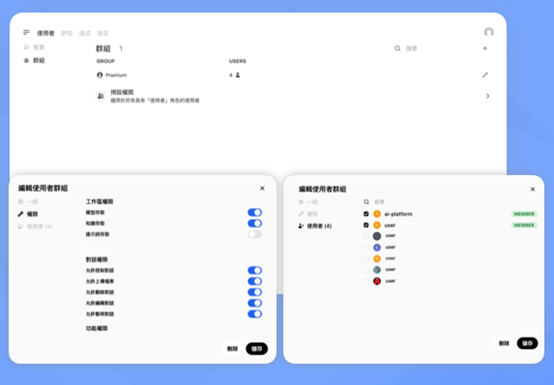 使用者 評估 函式 設定
概覽
群組
群組 1
搜尋
GROUP USERS
Premium 4
預設權限
適用於所有具有「使用者」角色的使用者
編輯使用者群組
一般
權限
使用者 (4)
工作區權限
模型存取
知識存取
提示詞存取
對話權限
允許控制對話
允許上傳檔案
允許刪除對話
允許編輯對話
允許暫時對話
功能權限
刪除 儲存
編輯使用者群組
一般
權限
使用者 (4)
搜尋
ai-platform MEMBER
user MEMBER
user
user
user
user
user
刪除 儲存